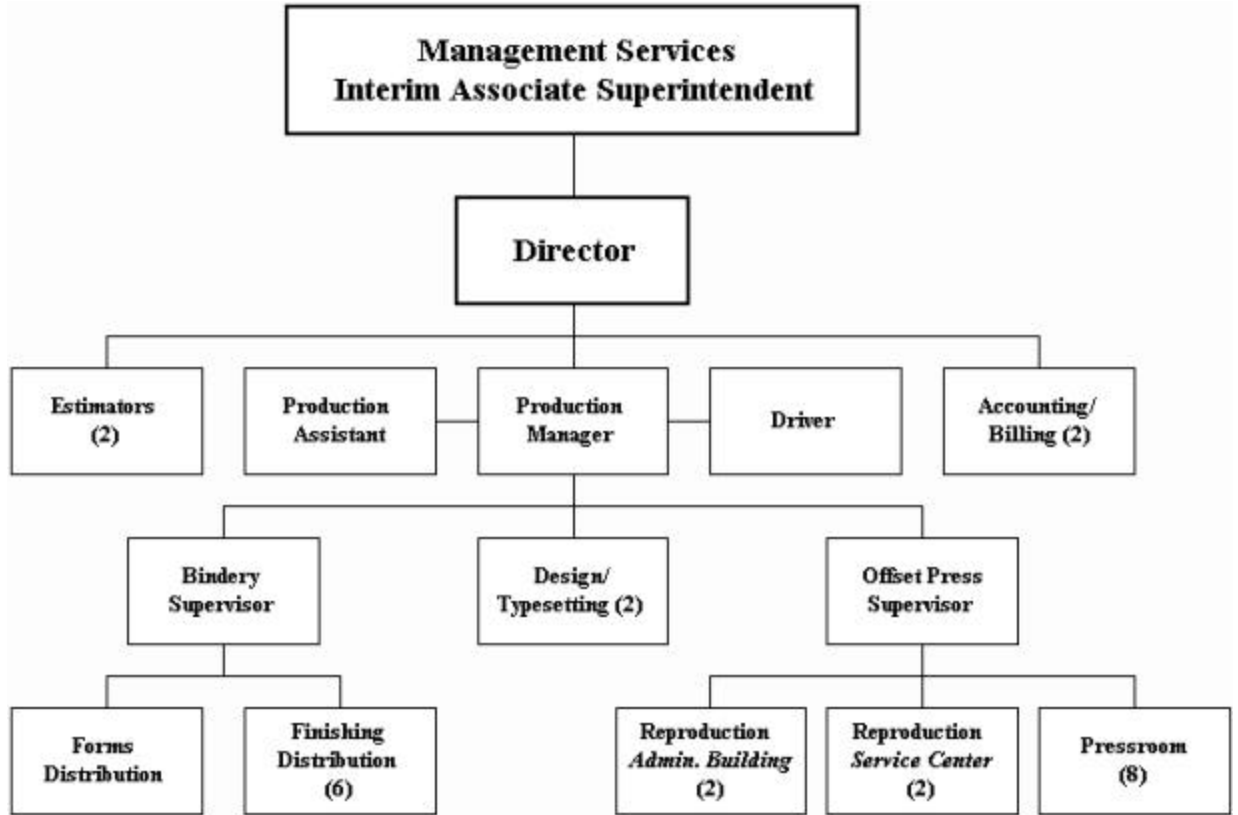 Management Services
Interim Associate Superintendent
Director
Estimators
(2)
Production
Assistant
Production
Manager
Driver
Accounting/
Billing (2)
Bindery
Supervisor
Design/
Typesetting (2)
Offset Press
Supervisor
Forms
Distribution
Finishing
Distribution
(6)
Reproduction
Admin. Building
(2)
Reproduction
Service Center
(2)
Pressroom
(8)